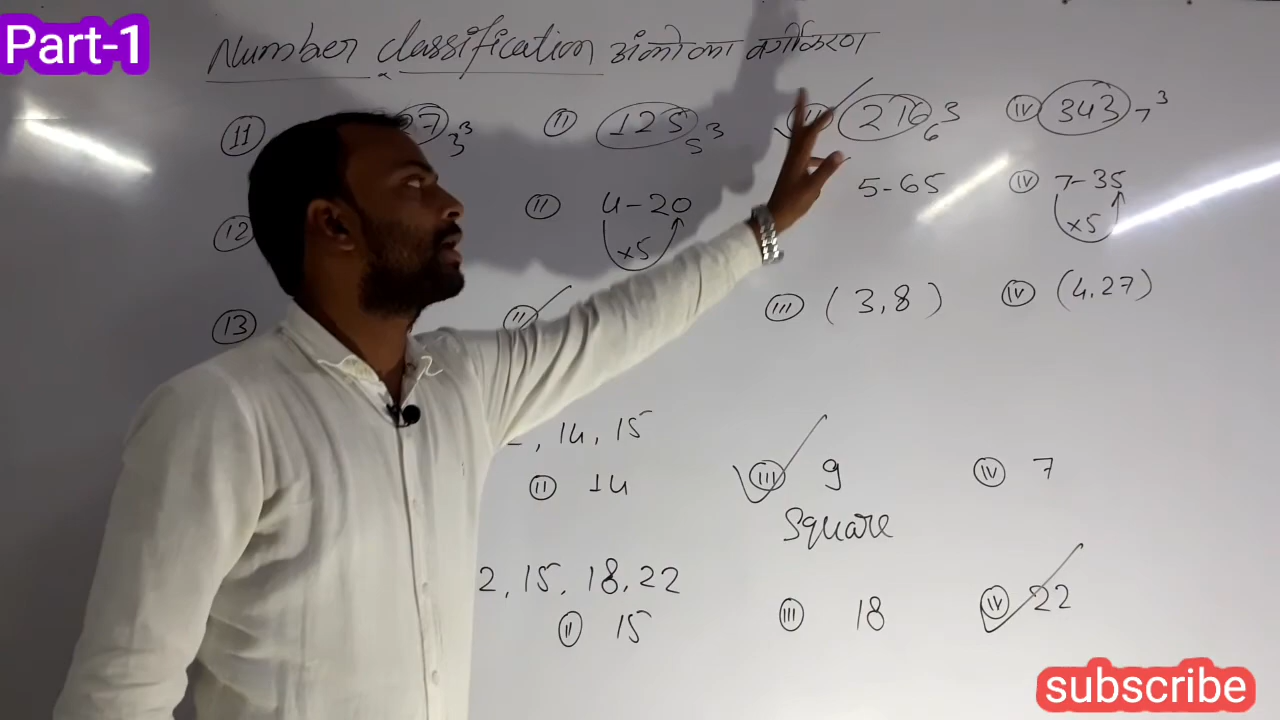 Part-1
Number classification अंको का वर्गीकरण
11 27 3³ II 125 5³ III 216 6³ IV 343 7³
12 II 4-20 5-65 IV 7-35
×5 ×5
13 II III (3,8) IV (4,27)
, 14, 15
II 14 III 9 IV 7
Square
2, 15, 18, 22
II 15 III 18 IV 22
subscribe